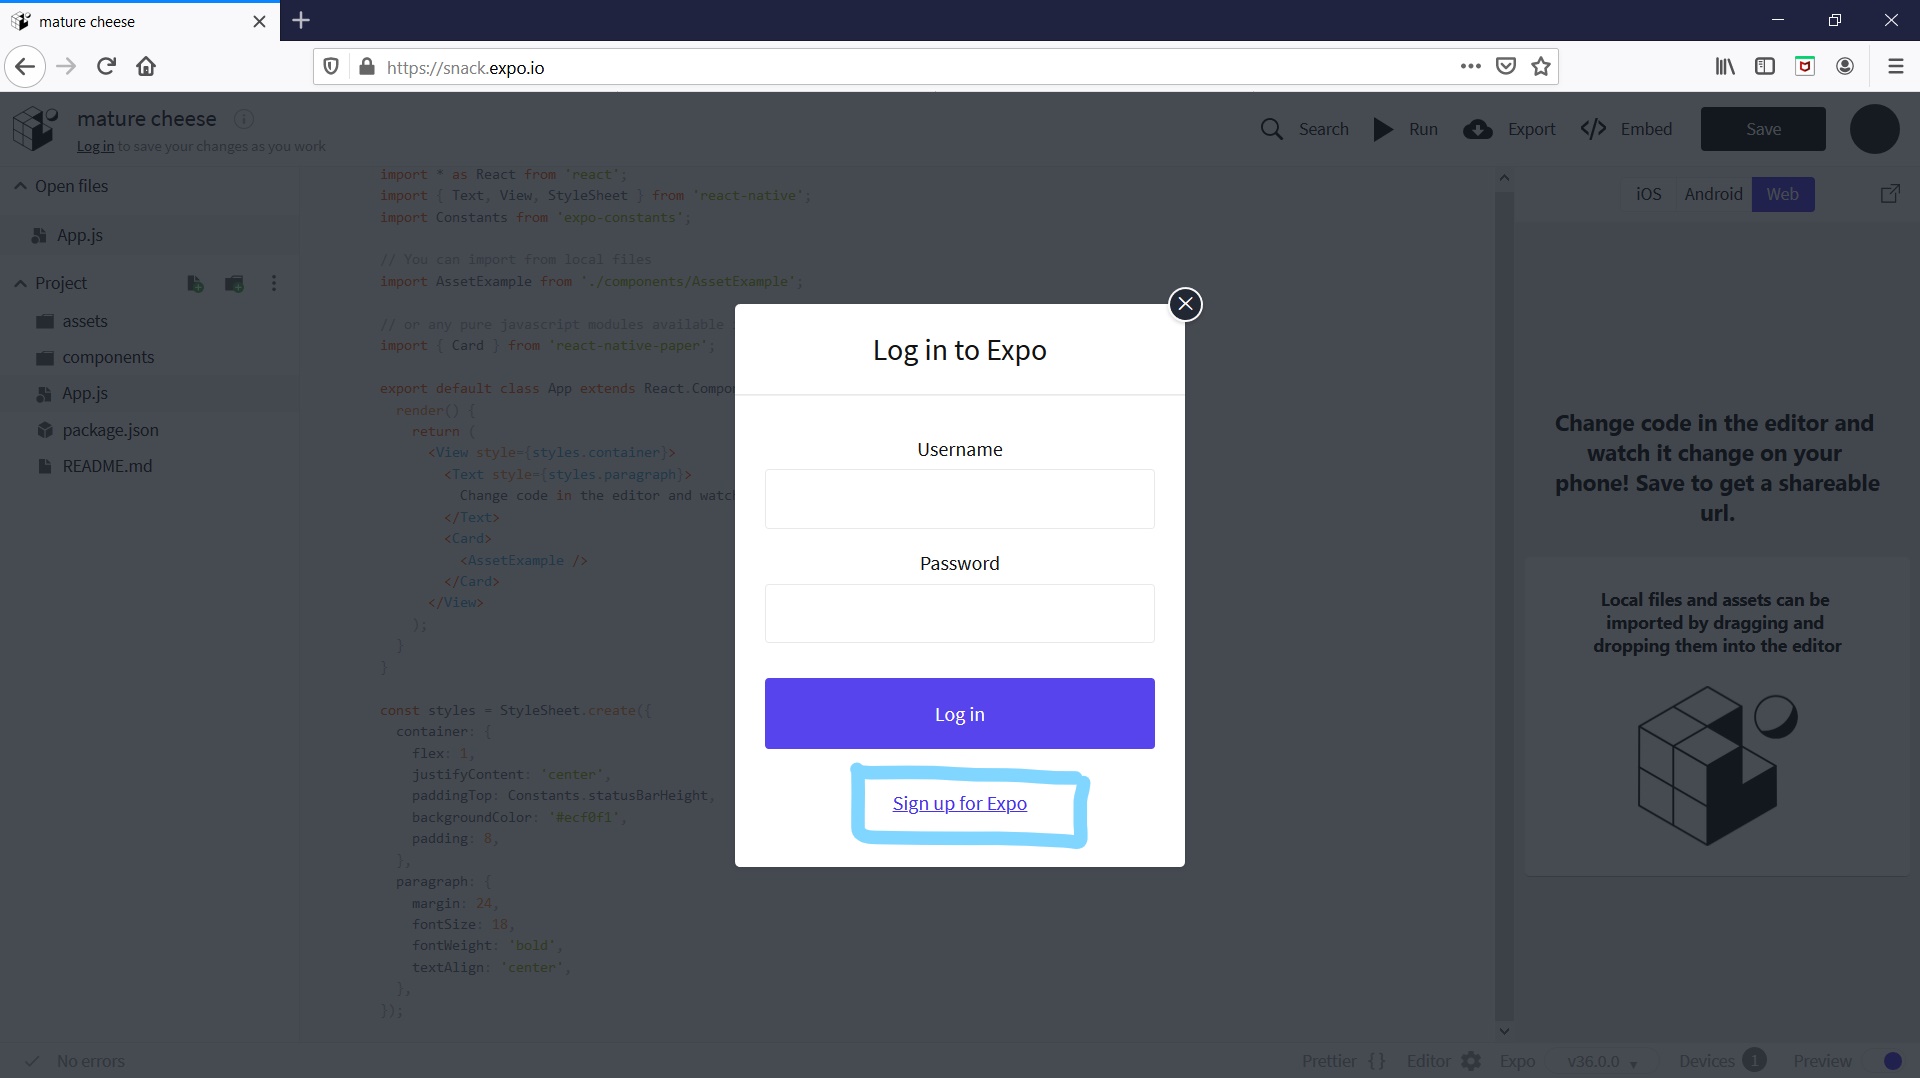 mature cheese
https://snack.expo.io
mature cheese
Log in to save your changes as you work
Search
Run
Export
Embed
Save
Open files
App.js
Project
assets
components
App.js
package.json
README.md
import * as React from 'react';
import { Text, View, StyleSheet } from 'react-native';
import Constants from 'expo-constants';
// You can import from local files
import AssetExample from './components/AssetExample';
// or any pure javascript modules available
import { Card } from 'react-native-paper';
export default class App extends React.Compo
render() {
return (
<View style={styles.container}>
<Text style={styles.paragraph}>
Change code in the editor and watc
</Text>
<Card>
<AssetExample />
</Card>
</View>
);
}
}
const styles = StyleSheet.create({
container: {
flex: 1,
justifyContent: 'center',
paddingTop: Constants.statusBarHeight,
backgroundColor: '#ecf0f1',
padding: 8,
},
paragraph: {
margin: 24,
fontSize: 18,
fontWeight: 'bold',
textAlign: 'center',
},
});
Log in to Expo
Username
Password
Log in
Sign up for Expo
iOS
Android
Web
Change code in the editor and
watch it change on your
phone! Save to get a shareable
url.
Local files and assets can be
imported by dragging and
dropping them into the editor
No errors
Prettier {}
Editor
Expo
v36.0.0
Devices 1
Preview